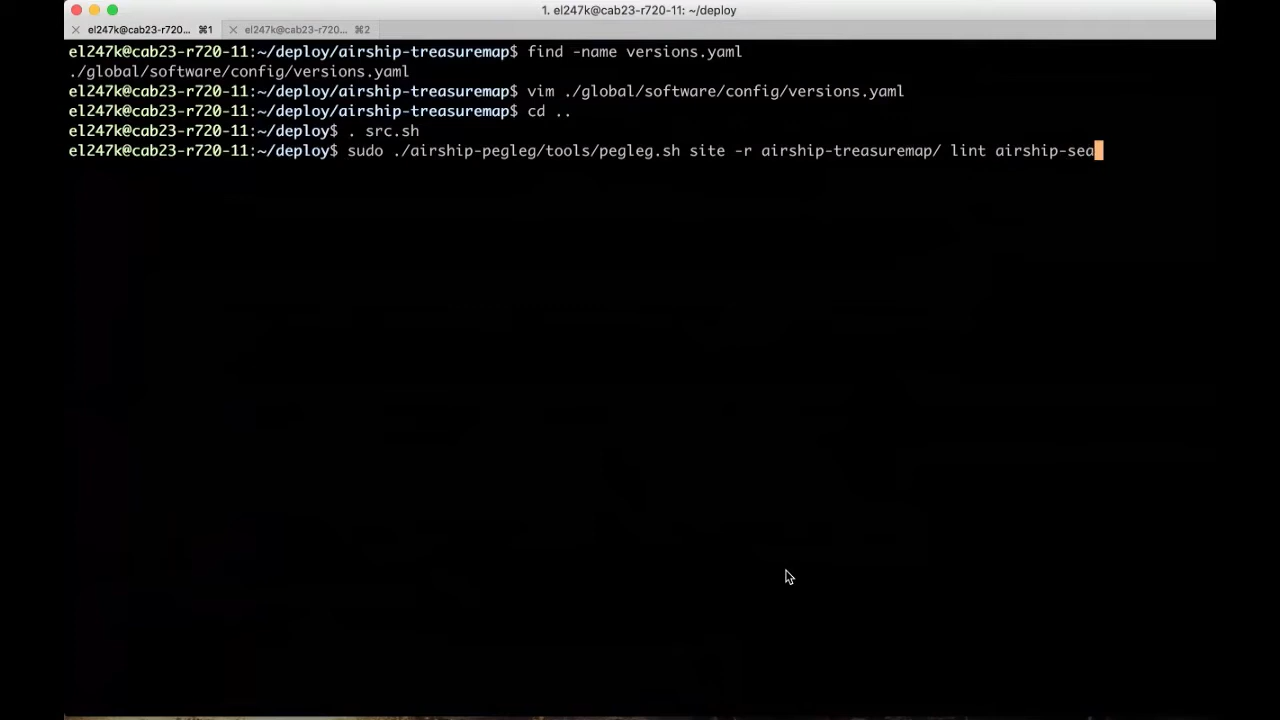 1. el247k@cab23-r720-11: ~/deploy
el247k@cab23-r720... ⌘1 el247k@cab23-r720... ⌘2
el247k@cab23-r720-11:~/deploy/airship-treasuremap$ find -name versions.yaml
./global/software/config/versions.yaml
el247k@cab23-r720-11:~/deploy/airship-treasuremap$ vim ./global/software/config/versions.yaml
el247k@cab23-r720-11:~/deploy/airship-treasuremap$ cd ..
el247k@cab23-r720-11:~/deploy$ . src.sh
el247k@cab23-r720-11:~/deploy$ sudo ./airship-pegleg/tools/pegleg.sh site -r airship-treasuremap/ lint airship-sea